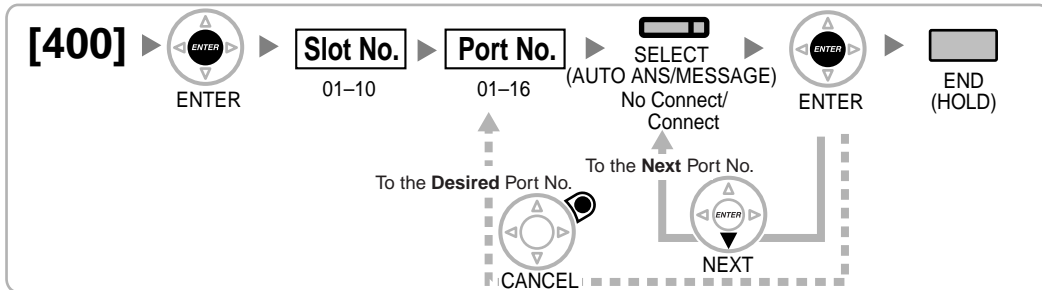 [400]
ENTER
ENTER
Slot No.
01–10
Port No.
01–16
SELECT
(AUTO ANS/MESSAGE)
No Connect/
Connect
ENTER
ENTER
END
(HOLD)
To the Desired Port No.
CANCEL
To the Next Port No.
ENTER
NEXT